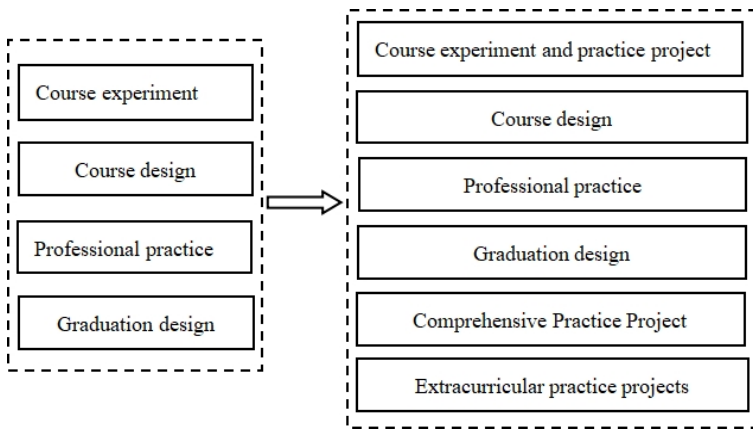 Course experiment
Course design
Professional practice
Graduation design
Course experiment and practice project
Course design
Professional practice
Graduation design
Comprehensive Practice Project
Extracurricular practice projects